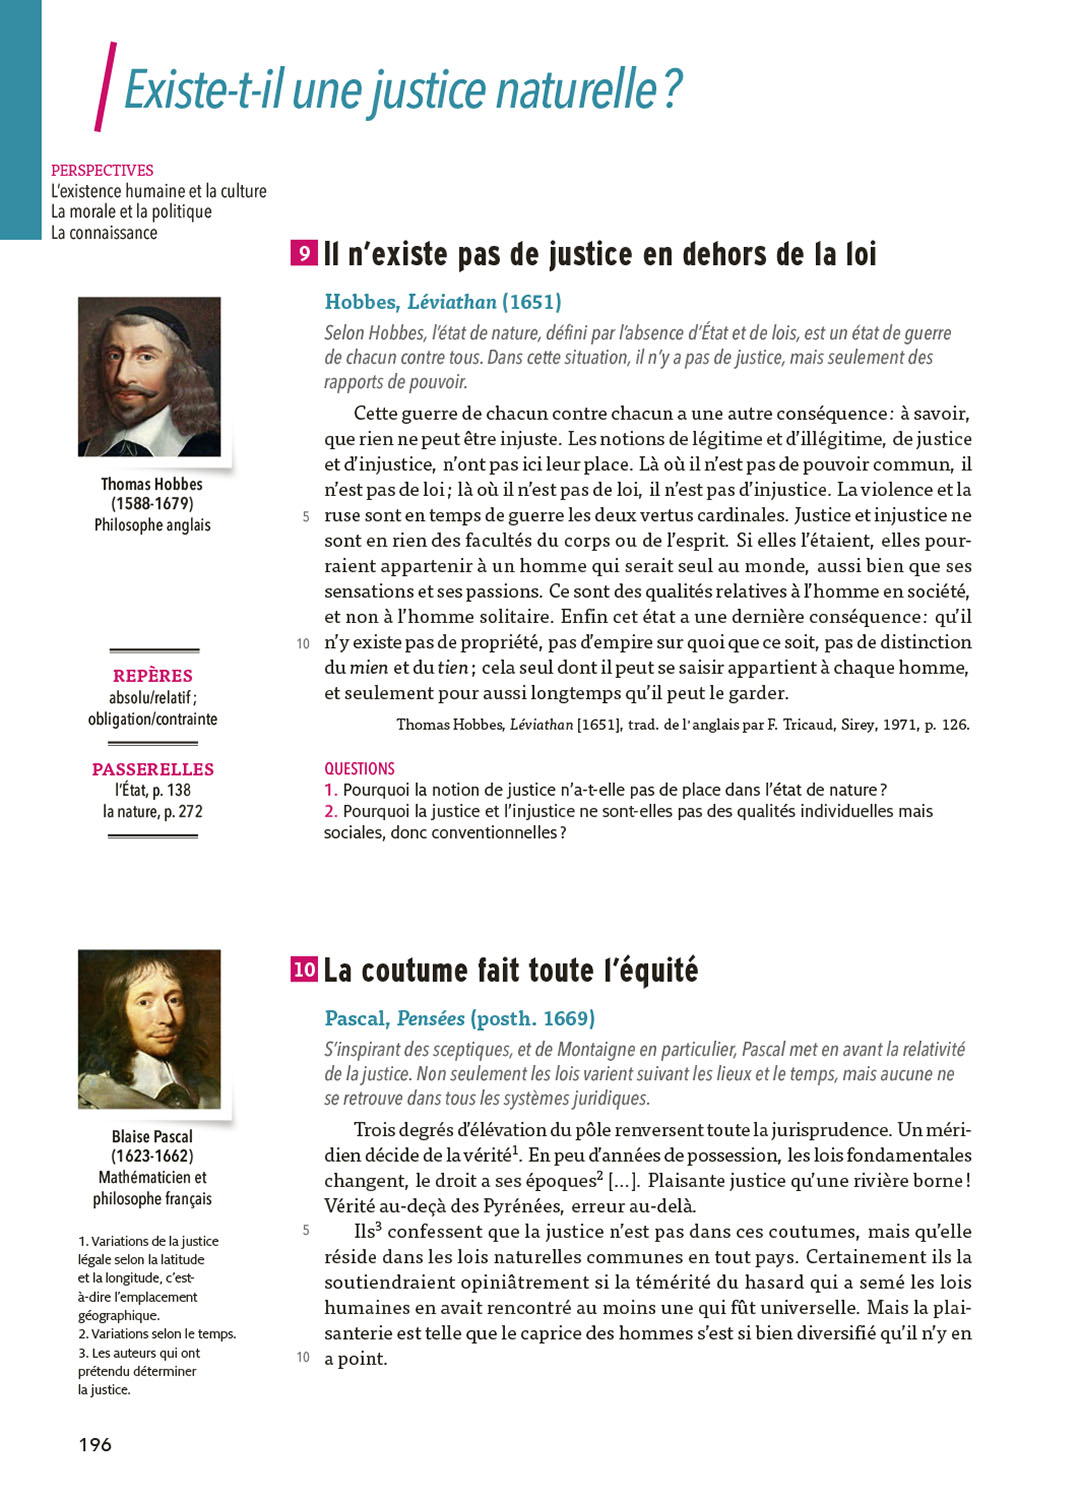 Existe-t-il une justice naturelle ?
PERSPECTIVES
L'existence humaine et la culture
La morale et la politique
La connaissance
9 Il n'existe pas de justice en dehors de la loi
Hobbes, Léviathan (1651)
Selon Hobbes, l'état de nature, défini par l'absence d'État et de lois, est un état de guerre
de chacun contre tous. Dans cette situation, il n'y a pas de justice, mais seulement des
rapports de pouvoir.
Cette guerre de chacun contre chacun a une autre conséquence : à savoir,
que rien ne peut être injuste. Les notions de légitime et d'illégitime, de justice
et d'injustice, n'ont pas ici leur place. Là où il n'est pas de pouvoir commun, il
n'est pas de loi ; là où il n'est pas de loi, il n'est pas d'injustice. La violence et la
5 ruse sont en temps de guerre les deux vertus cardinales. Justice et injustice ne
sont en rien des facultés du corps ou de l'esprit. Si elles l'étaient, elles pour-
raient appartenir à un homme qui serait seul au monde, aussi bien que ses
sensations et ses passions. Ce sont des qualités relatives à l'homme en société,
et non à l'homme solitaire. Enfin cet état a une dernière conséquence : qu'il
10 n'y existe pas de propriété, pas d'empire sur quoi que ce soit, pas de distinction
du mien et du tien ; cela seul dont il peut se saisir appartient à chaque homme,
et seulement pour aussi longtemps qu'il peut le garder.
Thomas Hobbes, Léviathan [1651], trad. de l'anglais par F. Tricaud, Sirey, 1971, p. 126.
QUESTIONS
1. Pourquoi la notion de justice n'a-t-elle pas de place dans l'état de nature ?
2. Pourquoi la justice et l'injustice ne sont-elles pas des qualités individuelles mais
sociales, donc conventionnelles ?
Thomas Hobbes
(1588-1679)
Philosophe anglais
REPÈRES
absolu/relatif ;
obligation/contrainte
PASSERELLES
l'État, p. 138
la nature, p. 272
10 La coutume fait toute l'équité
Pascal, Pensées (posth. 1669)
S'inspirant des sceptiques, et de Montaigne en particulier, Pascal met en avant la relativité
de la justice. Non seulement les lois varient suivant les lieux et le temps, mais aucune ne
se retrouve dans tous les systèmes juridiques.
Trois degrés d'élévation du pôle renversent toute la jurisprudence. Un méri-
dien décide de la vérité¹. En peu d'années de possession, les lois fondamentales
changent, le droit a ses époques² [...]. Plaisante justice qu'une rivière borne !
Vérité au-deçà des Pyrénées, erreur au-delà.
5 Ils³ confessent que la justice n'est pas dans ces coutumes, mais qu'elle
réside dans les lois naturelles communes en tout pays. Certainement ils la
soutiendraient opiniâtrement si la témérité du hasard qui a semé les lois
humaines en avait rencontré au moins une qui fût universelle. Mais la plai-
santerie est telle que le caprice des hommes s'est si bien diversifié qu'il n'y en
10 a point.
Blaise Pascal
(1623-1662)
Mathématicien et
philosophe français
1. Variations de la justice
légale selon la latitude
et la longitude, c'est-
à-dire l'emplacement
géographique.
2. Variations selon le temps.
3. Les auteurs qui ont
prétendu déterminer
la justice.
196